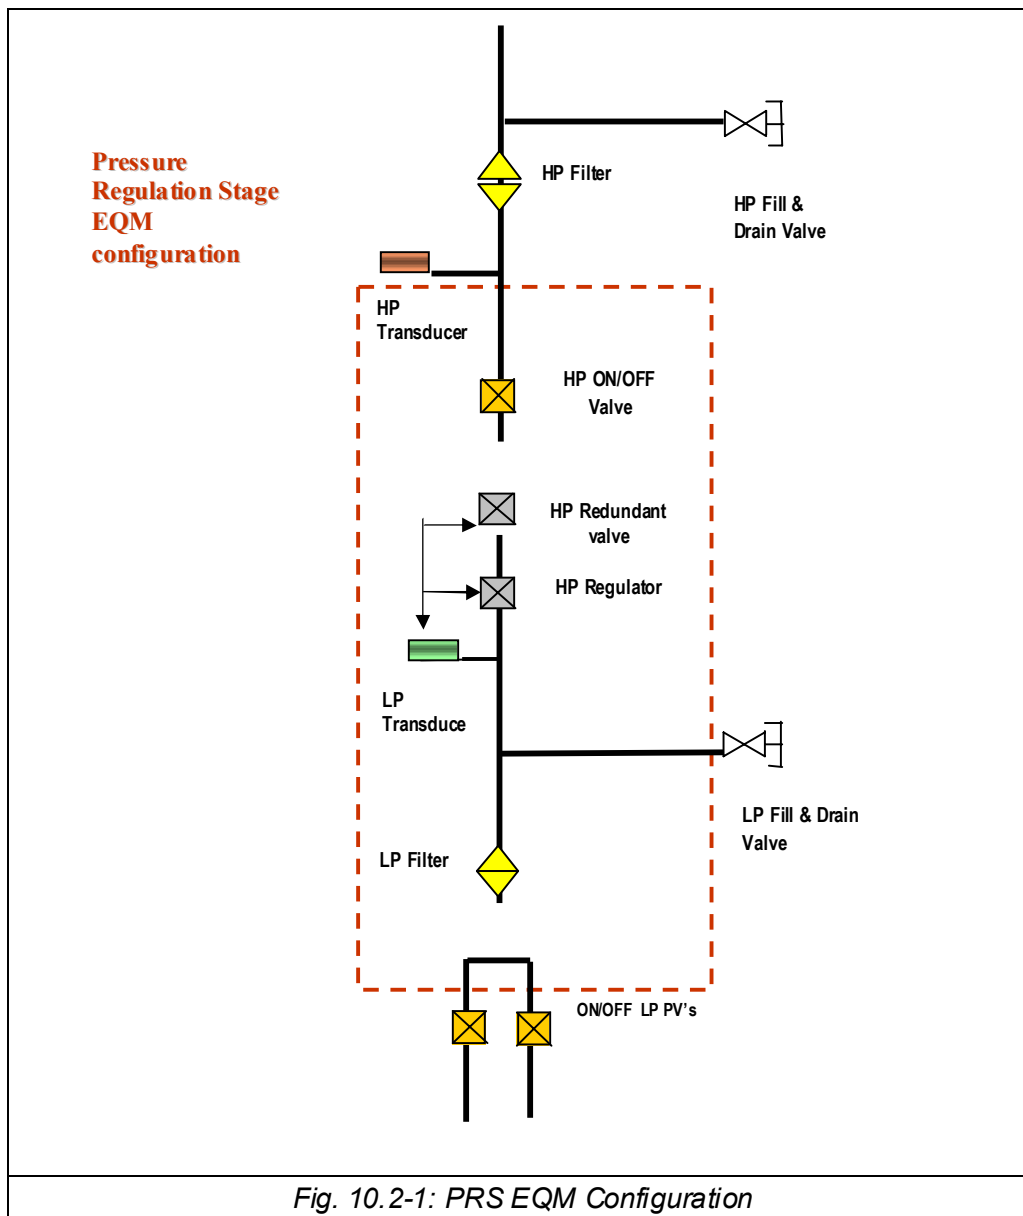 Pressure
Regulation Stage
EQM
configuration
HP Filter
HP Fill &
Drain Valve
HP
Transducer
HP ON/OFF
Valve
HP Redundant
valve
HP Regulator
LP
Transduce
LP Fill & Drain
Valve
LP Filter
ON/OFF LP PV's
Fig. 10.2-1: PRS EQM Configuration